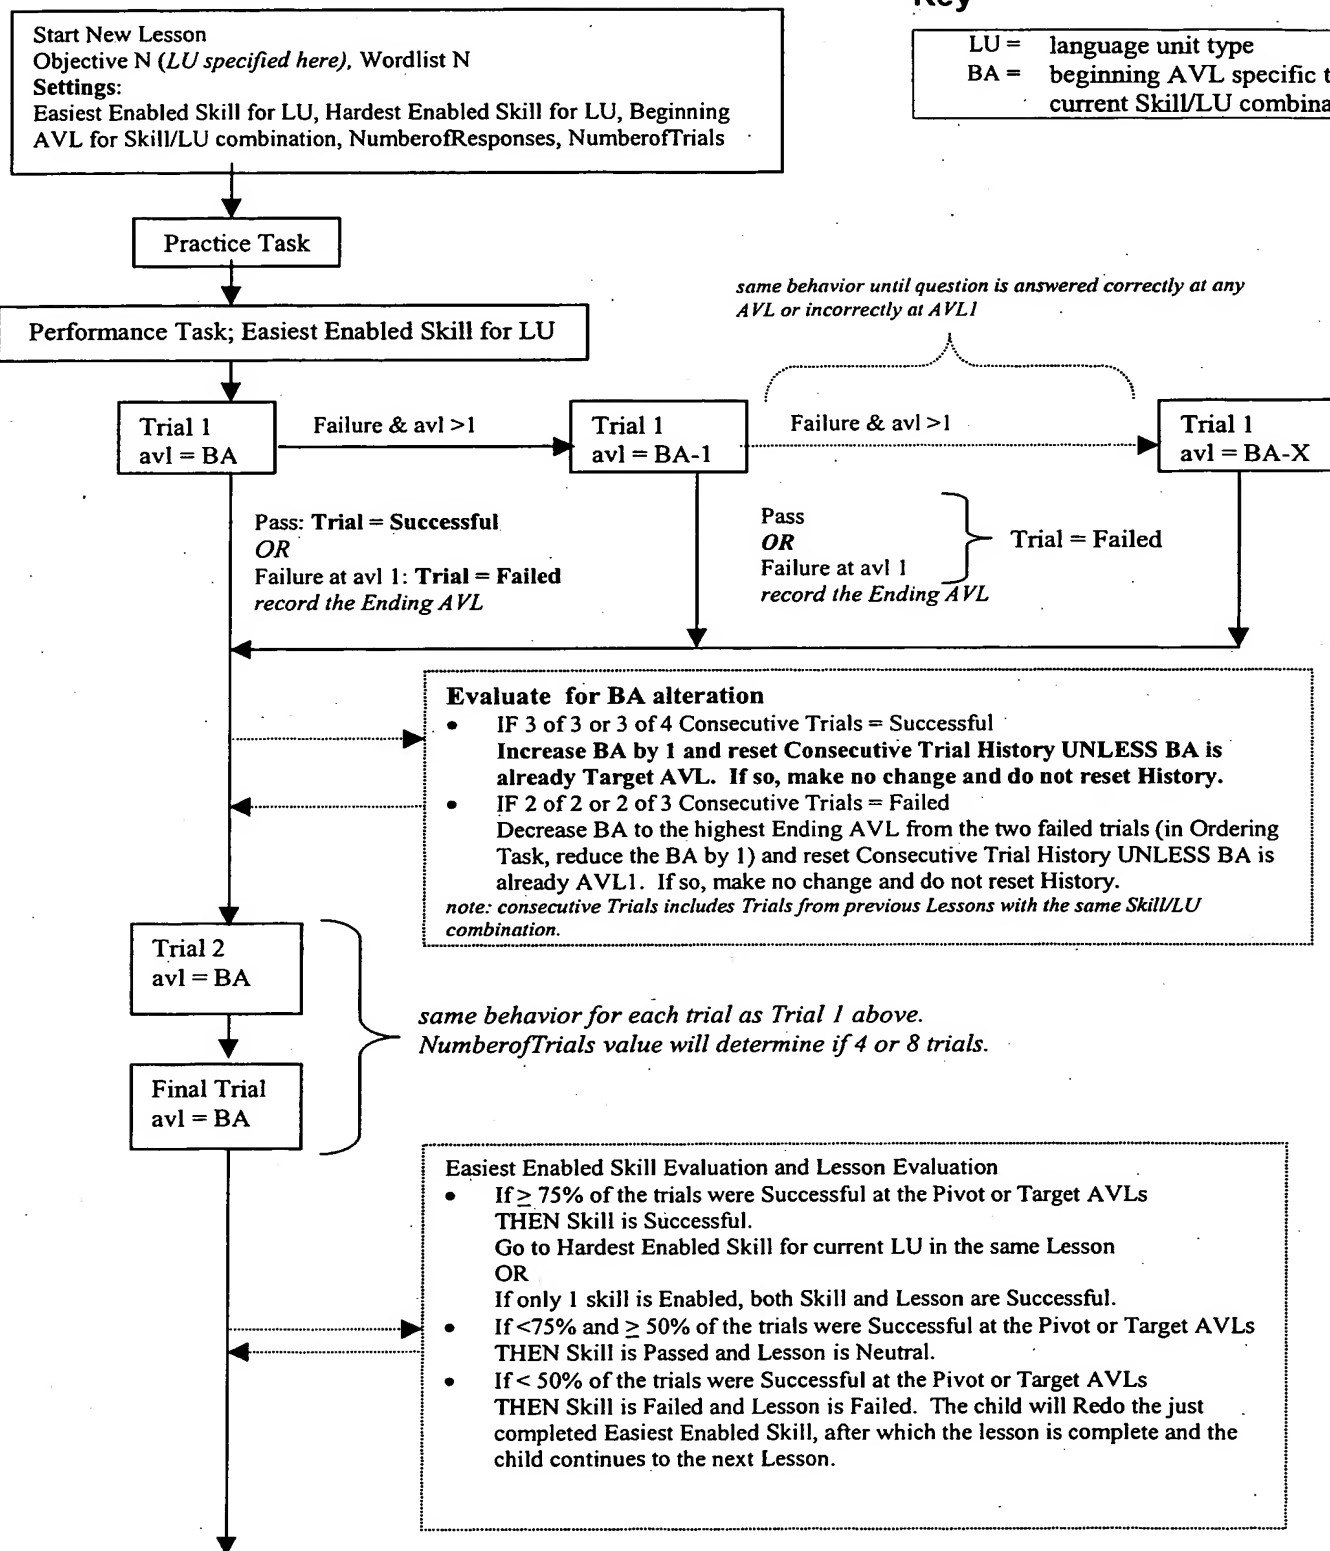 Key
LU = language unit type
BA = beginning AVL specific t
current Skill/LU combina
Start New Lesson
Objective N (LU specified here), Wordlist N
Settings:
Easiest Enabled Skill for LU, Hardest Enabled Skill for LU, Beginning
AVL for Skill/LU combination, NumberofResponses, NumberofTrials
Practice Task
Performance Task; Easiest Enabled Skill for LU
same behavior until question is answered correctly at any
AVL or incorrectly at AVL1
Trial 1
avl = BA
Failure & avl >1
Trial 1
avl = BA-1
Failure & avl >1
Trial 1
avl = BA-X
Pass: Trial = Successful
OR
Failure at avl 1: Trial = Failed
record the Ending AVL
Pass
OR
Failure at avl 1
record the Ending AVL
Trial = Failed
Evaluate for BA alteration
• IF 3 of 3 or 3 of 4 Consecutive Trials = Successful
Increase BA by 1 and reset Consecutive Trial History UNLESS BA is
already Target AVL. If so, make no change and do not reset History.
• IF 2 of 2 or 2 of 3 Consecutive Trials = Failed
Decrease BA to the highest Ending AVL from the two failed trials (in Ordering
Task, reduce the BA by 1) and reset Consecutive Trial History UNLESS BA is
already AVL1. If so, make no change and do not reset History.
note: consecutive Trials includes Trials from previous Lessons with the same Skill/LU
combination.
Trial 2
avl = BA
same behavior for each trial as Trial 1 above.
NumberofTrials value will determine if 4 or 8 trials.
Final Trial
avl = BA
Easiest Enabled Skill Evaluation and Lesson Evaluation
• If ≥ 75% of the trials were Successful at the Pivot or Target AVLs
THEN Skill is Successful.
Go to Hardest Enabled Skill for current LU in the same Lesson
OR
If only 1 skill is Enabled, both Skill and Lesson are Successful.
• If <75% and ≥ 50% of the trials were Successful at the Pivot or Target AVLs
THEN Skill is Passed and Lesson is Neutral.
• If < 50% of the trials were Successful at the Pivot or Target AVLs
THEN Skill is Failed and Lesson is Failed. The child will Redo the just
completed Easiest Enabled Skill, after which the lesson is complete and the
child continues to the next Lesson.